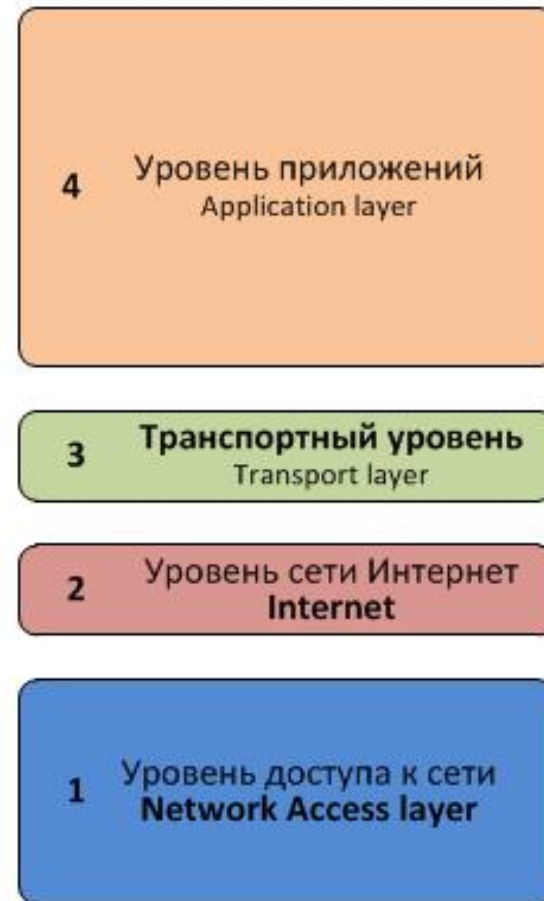 4
Уровень приложений
Application layer
3
Транспортный уровень
Transport layer
2
Уровень сети Интернет
Internet
1
Уровень доступа к сети
Network Access layer